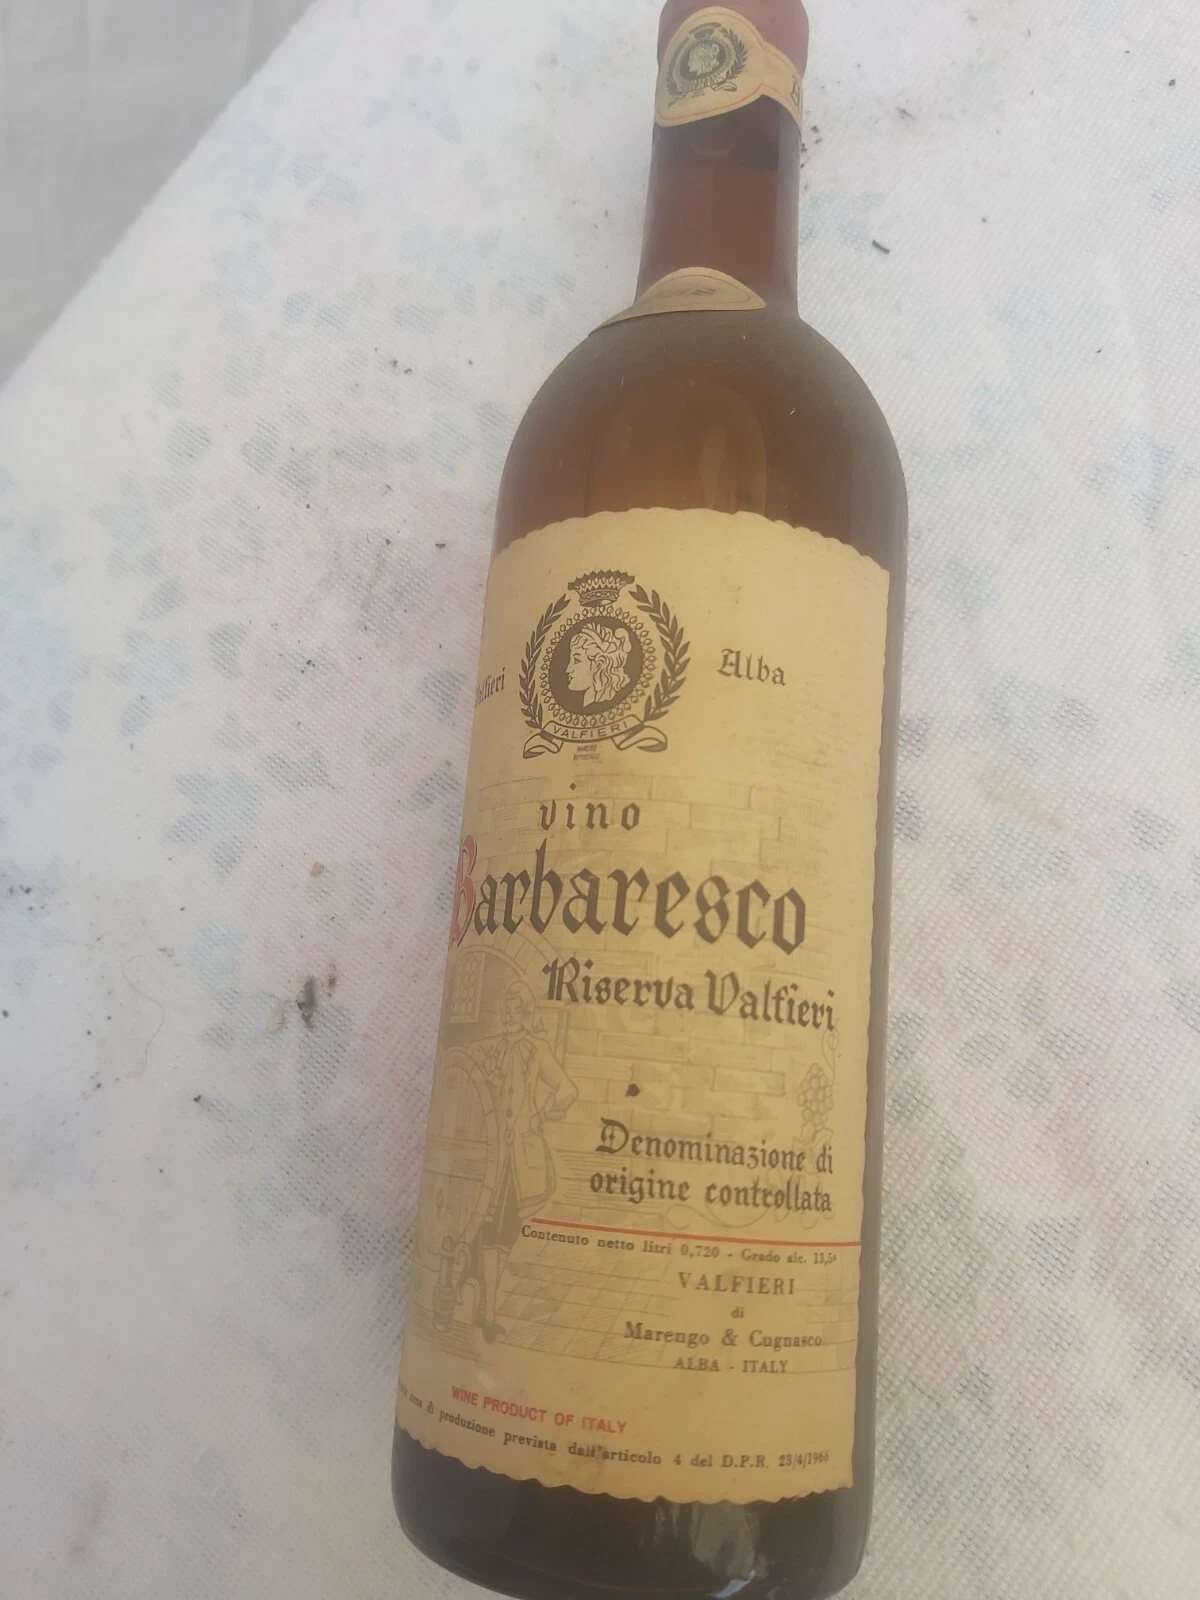 Alba
VALFIERI
vino
Barbaresco
Riserva Valfieri
Denominazione di
origine controllata
Contenuto netto litri 0,720 - Grado alc. 13,5°
VALFIERI
di
Marengo & Cugnasco
ALBA - ITALY
WINE PRODUCT OF ITALY
di produzione prevista dall'articolo 4 del D.P.R. 23/4/1966